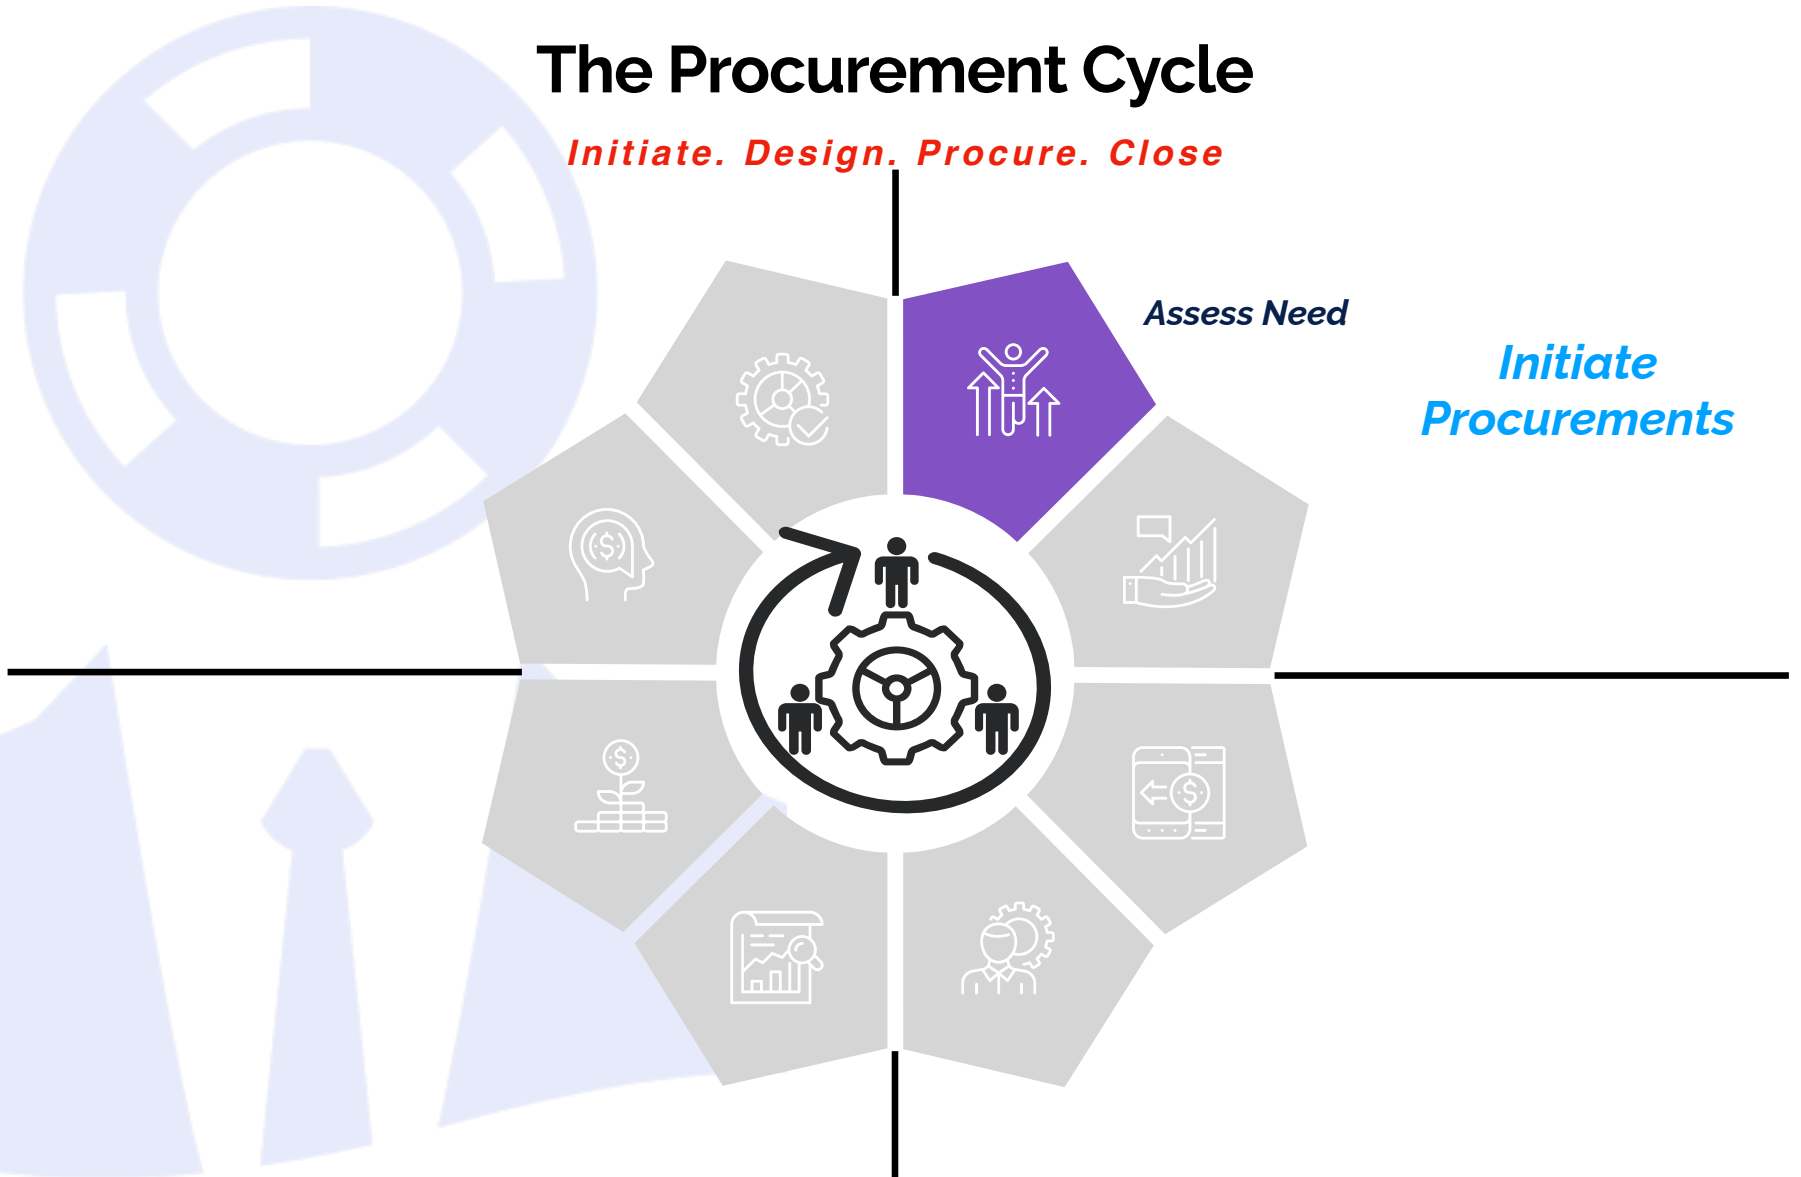 The Procurement Cycle
Initiate. Design. Procure. Close
Assess Need
Initiate
Procurements